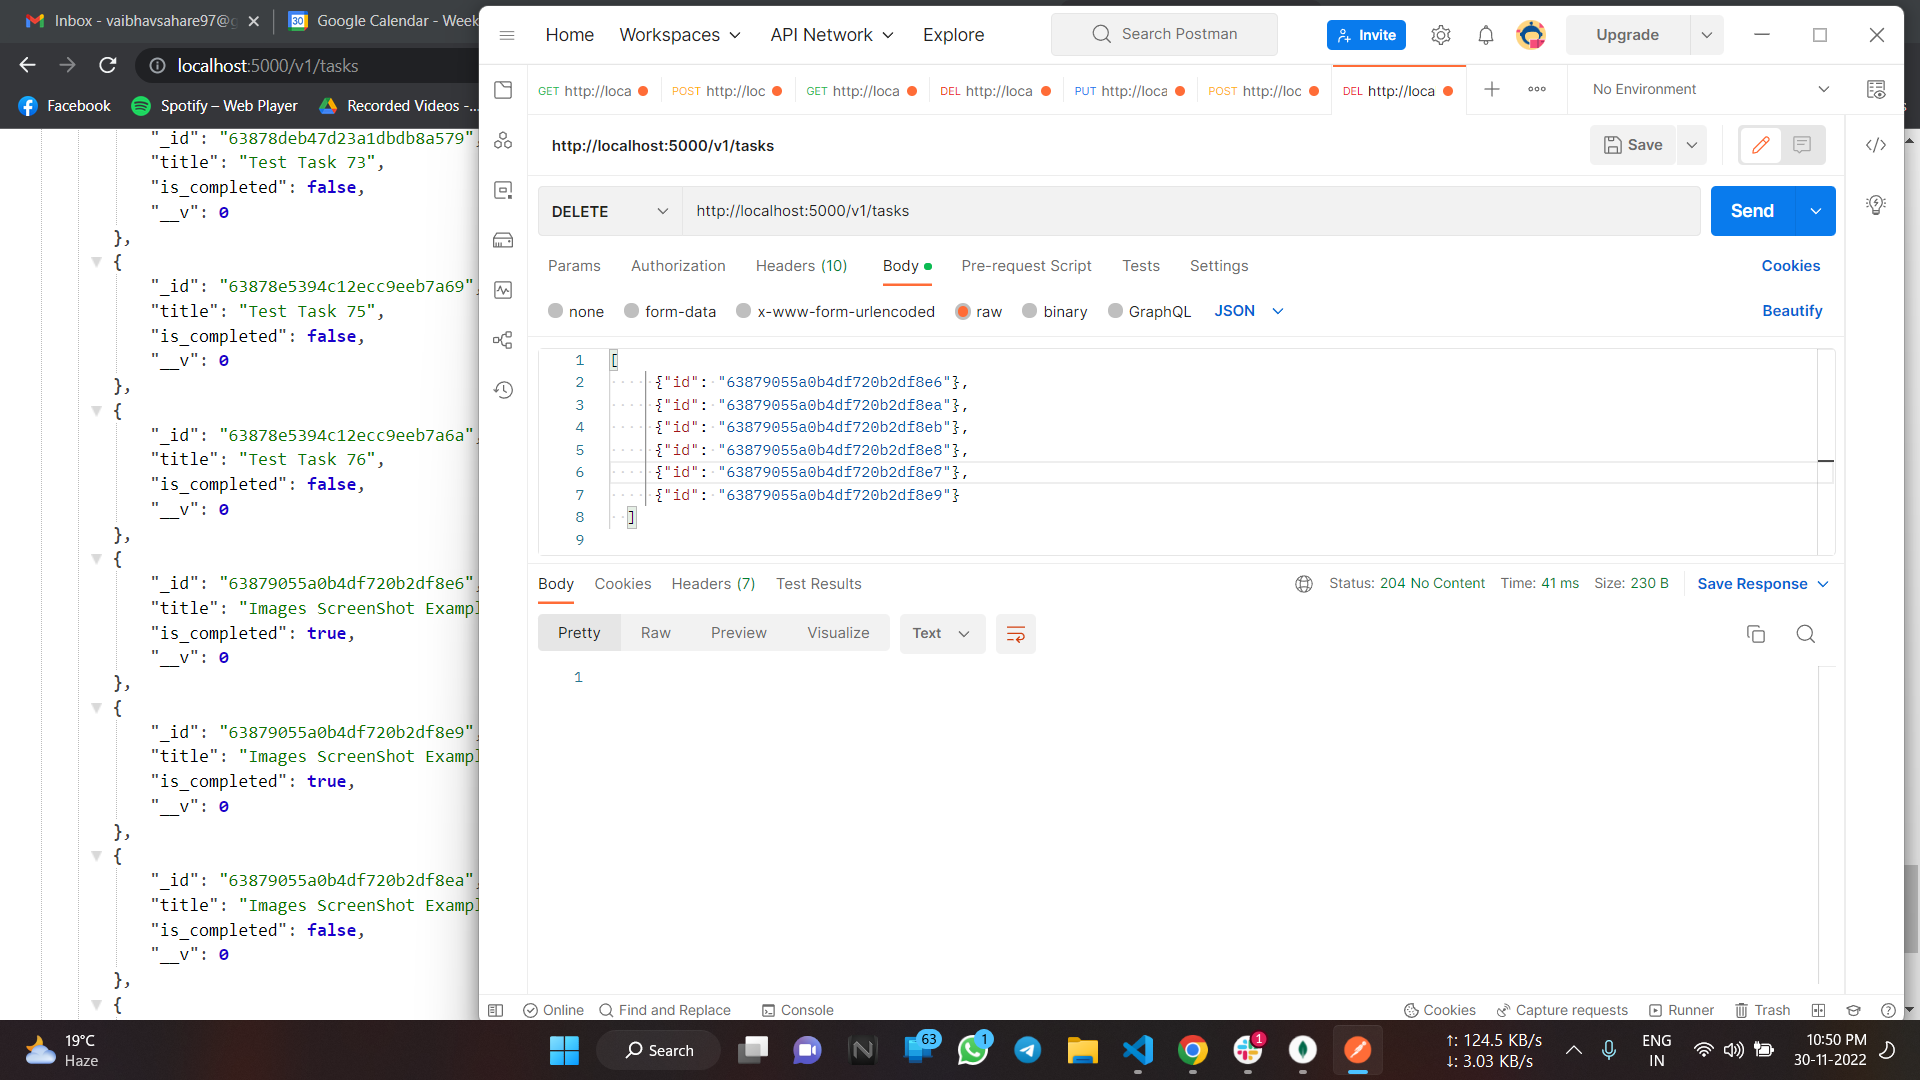 Inbox - vaibhavsahare97@g
Google Calendar - Week
localhost:5000/v1/tasks
Facebook
Spotify – Web Player
Recorded Videos -...
"_id": "63878deb47d23a1dbdb8a579",
"title": "Test Task 73",
"is_completed": false,
"__v": 0
},
{
"_id": "63878e5394c12ecc9eeb7a69",
"title": "Test Task 75",
"is_completed": false,
"__v": 0
},
{
"_id": "63878e5394c12ecc9eeb7a6a",
"title": "Test Task 76",
"is_completed": false,
"__v": 0
},
{
"_id": "63879055a0b4df720b2df8e6",
"title": "Images ScreenShot Exampl
"is_completed": true,
"__v": 0
},
{
"_id": "63879055a0b4df720b2df8e9",
"title": "Images ScreenShot Exampl
"is_completed": true,
"__v": 0
},
{
"_id": "63879055a0b4df720b2df8ea",
"title": "Images ScreenShot Exampl
"is_completed": false,
"__v": 0
},
{
Home Workspaces API Network Explore Search Postman Invite Upgrade
GET http://loca POST http://loc GET http://loca DEL http://loca PUT http://loca POST http://loc DEL http://loca No Environment
http://localhost:5000/v1/tasks Save
DELETE http://localhost:5000/v1/tasks Send
Params Authorization Headers (10) Body Pre-request Script Tests Settings Cookies
none form-data x-www-form-urlencoded raw binary GraphQL JSON Beautify
1 [
2 {"id": "63879055a0b4df720b2df8e6"},
3 {"id": "63879055a0b4df720b2df8ea"},
4 {"id": "63879055a0b4df720b2df8eb"},
5 {"id": "63879055a0b4df720b2df8e8"},
6 {"id": "63879055a0b4df720b2df8e7"},
7 {"id": "63879055a0b4df720b2df8e9"}
8 ]
9
Body Cookies Headers (7) Test Results Status: 204 No Content Time: 41 ms Size: 230 B Save Response
Pretty Raw Preview Visualize Text
1
Online Find and Replace Console Cookies Capture requests Runner Trash
19°C
Haze
Search
63
1
1
↑: 124.5 KB/s
↓: 3.03 KB/s
ENG
IN
10:50 PM
30-11-2022